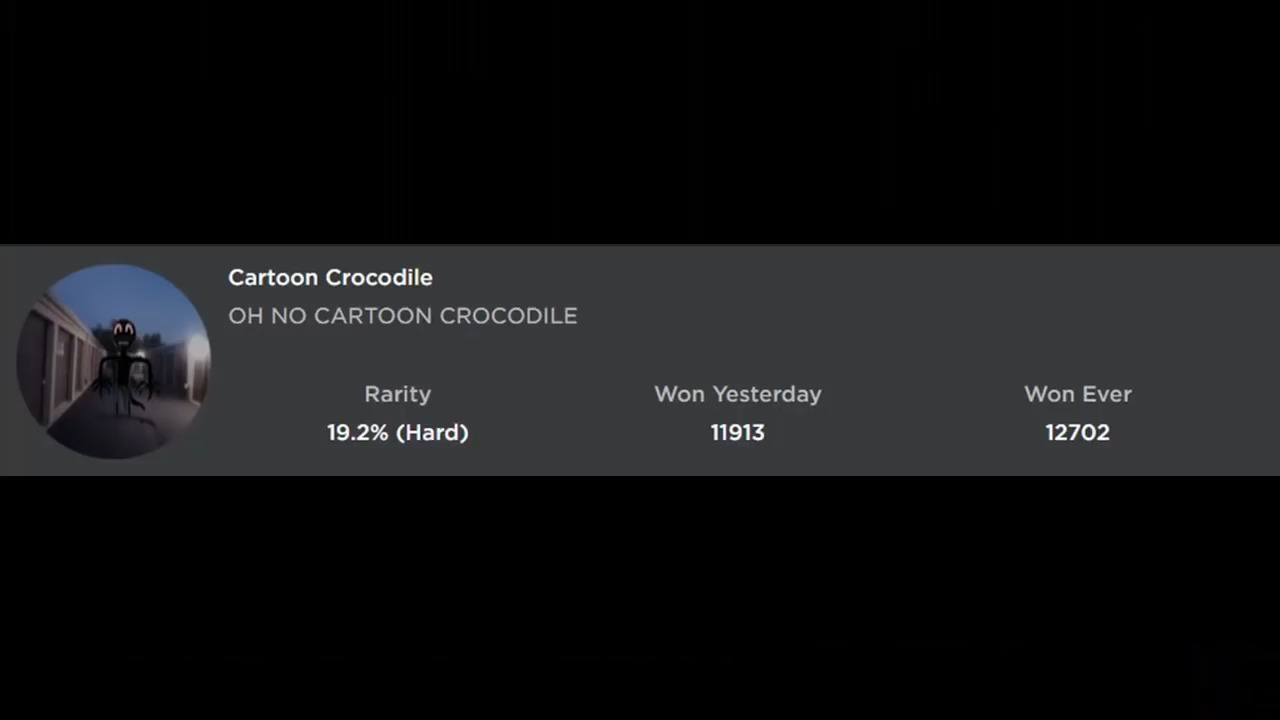 Cartoon Crocodile
OH NO CARTOON CROCODILE
Rarity Won Yesterday Won Ever
19.2% (Hard) 11913 12702